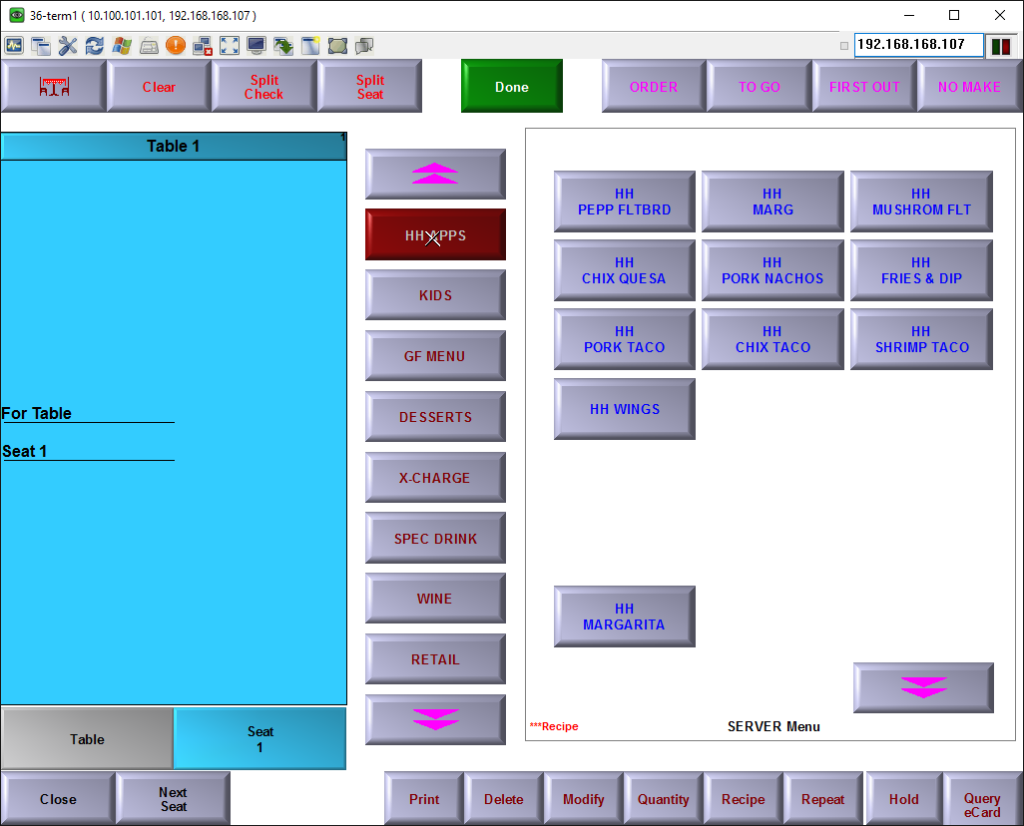 36-term1 ( 10.100.101.101, 192.168.168.107 )
192.168.168.107
Clear
Split
Check
Split
Seat
Done
ORDER
TO GO
FIRST OUT
NO MAKE
Table 1
1
For Table
Seat 1
HH APPS
KIDS
GF MENU
DESSERTS
X-CHARGE
SPEC DRINK
WINE
RETAIL
HH
PEPP FLTBRD
HH
MARG
HH
MUSHROM FLT
HH
CHIX QUESA
HH
PORK NACHOS
HH
FRIES & DIP
HH
PORK TACO
HH
CHIX TACO
HH
SHRIMP TACO
HH WINGS
HH
MARGARITA
***Recipe
SERVER Menu
Table
Seat
1
Close
Next
Seat
Print
Delete
Modify
Quantity
Recipe
Repeat
Hold
Query
eCard